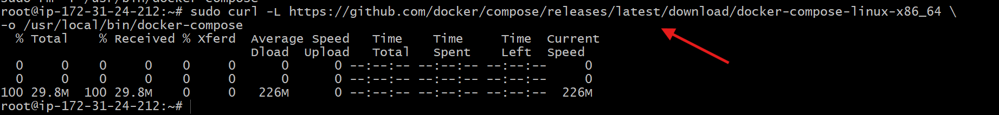 root@ip-172-31-24-212:~# sudo curl -L https://github.com/docker/compose/releases/latest/download/docker-compose-linux-x86_64 \
-o /usr/local/bin/docker-compose
% Total % Received % Xferd Average Speed Time Time Time Current
Dload Upload Total Spent Left Speed
0 0 0 0 0 0 0 0 --:--:-- --:--:-- --:--:-- 0
0 0 0 0 0 0 0 0 --:--:-- --:--:-- --:--:-- 0
100 29.8M 100 29.8M 0 0 226M 0 --:--:-- --:--:-- --:--:-- 226M
root@ip-172-31-24-212:~#